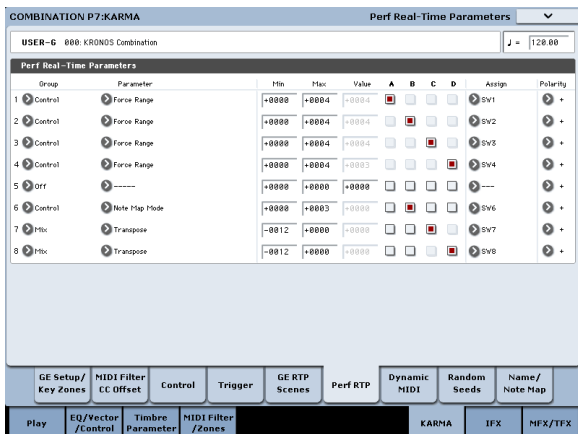 COMBINATION P7:KARMA Perf Real-Time Parameters
USER-G 000: KRONOS Combination ♩ = 120.00
Perf Real-Time Parameters
Group Parameter Min Max Value A B C D Assign Polarity
1 Control Force Range +0000 +0004 +0004 SW1 +
2 Control Force Range +0000 +0004 +0004 SW2 +
3 Control Force Range +0000 +0004 +0004 SW3 +
4 Control Force Range +0000 +0004 +0003 SW4 +
5 Off ----- +0000 +0000 +0000 --- +
6 Control Note Map Mode +0000 +0003 +0000 SW6 +
7 Mix Transpose -0012 +0000 +0000 SW7 +
8 Mix Transpose -0012 +0000 +0000 SW8 +
GE Setup/ Key Zones
MIDI Filter CC Offset
Control
Trigger
GE RTP Scenes
Perf RTP
Dynamic MIDI
Random Seeds
Name/ Note Map
Play
EQ/Vector /Control
Timbre Parameter
MIDI Filter /Zones
KARMA
IFX
MFX/TFX